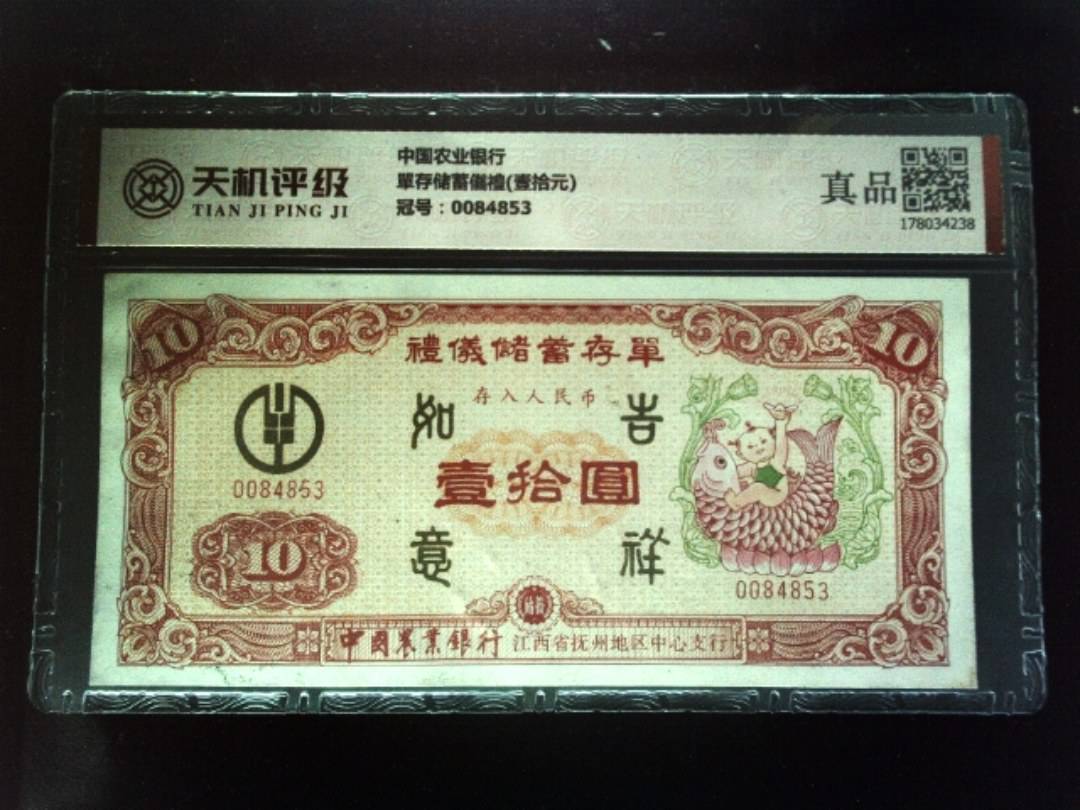 天机评级
TIAN JI PING JI
中国农业银行
單存储蓄儀禮(壹拾元)
冠号：0084853
真品
178034238
10
10
禮儀儲蓄存單
存入人民币
如
吉
壹拾圓
意
祥
0084853
10
0084853
中國農業銀行 江西省抚州地区中心支行